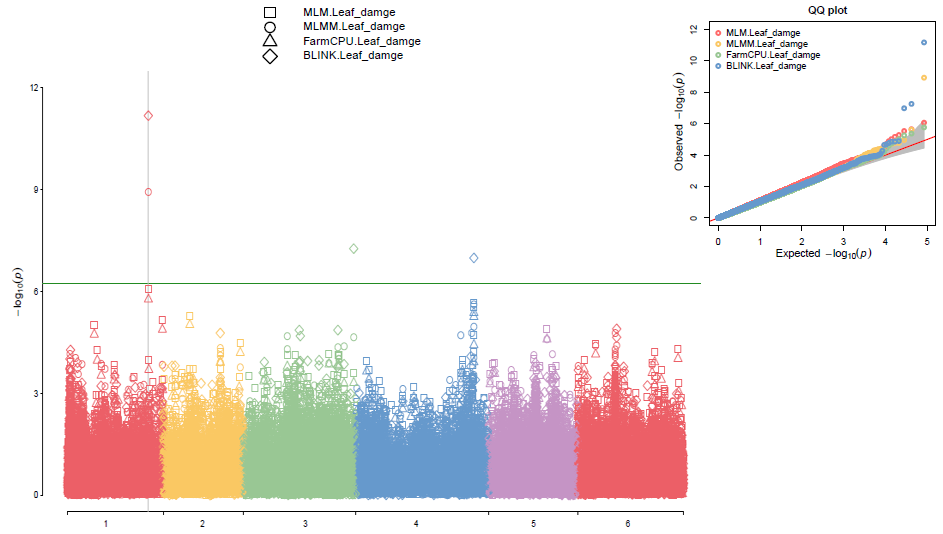 MLM.Leaf_damge
MLMM.Leaf_damge
FarmCPU.Leaf_damge
BLINK.Leaf_damge
−log10(p)
12
9
6
3
0
1 2 3 4 5 6
QQ plot
MLM.Leaf_damge
MLMM.Leaf_damge
FarmCPU.Leaf_damge
BLINK.Leaf_damge
Observed −log10(p)
12
10
8
6
4
2
0
0 1 2 3 4 5
Expected −log10(p)